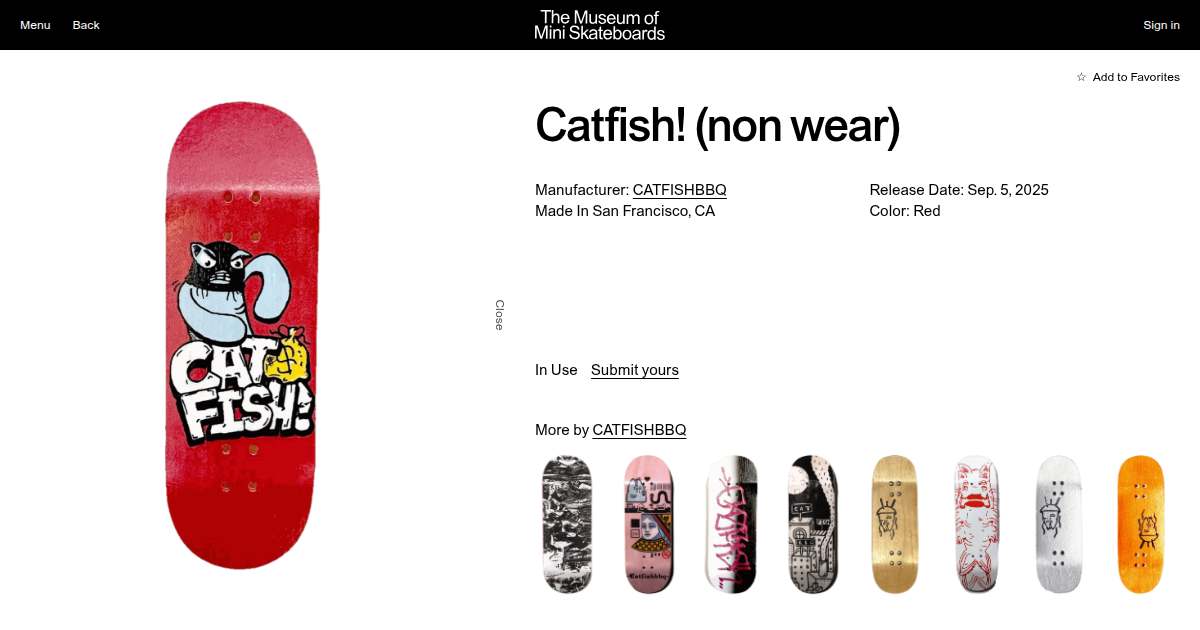 Menu
Back
The Museum of
Mini Skateboards
Sign in
☆ Add to Favorites
Catfish! (non wear)
Manufacturer: CATFISHBBQ
Made In San Francisco, CA
Release Date: Sep. 5, 2025
Color: Red
CAT $
FISH!
Close
In Use
Submit yours
More by CATFISHBBQ
CAT
Catfishbbq